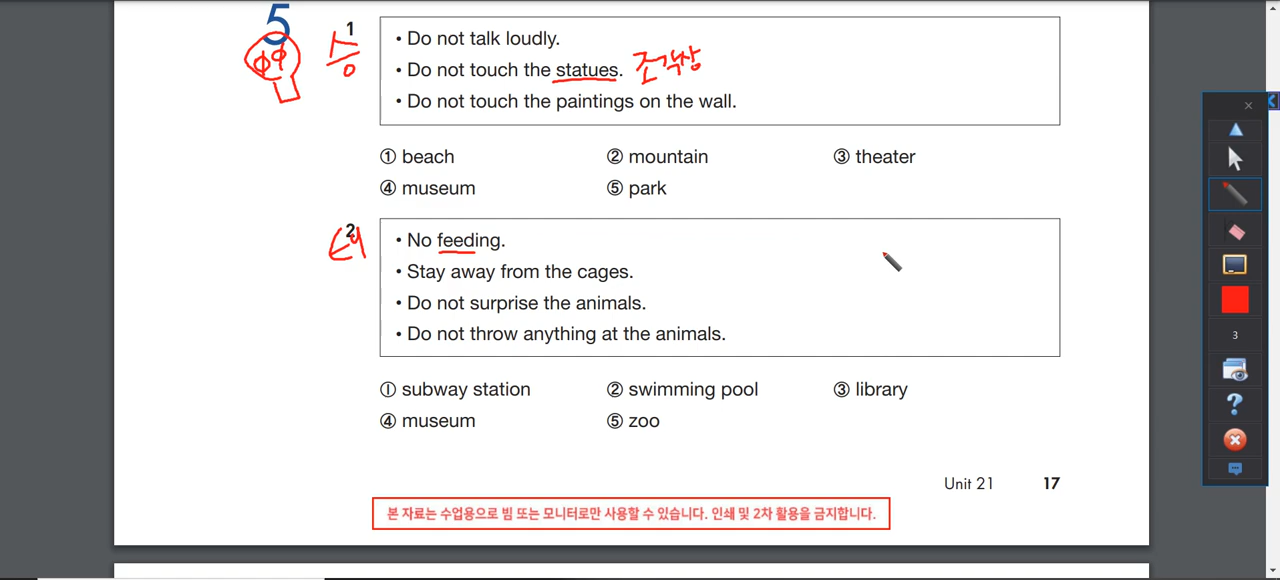 5
1
승
• Do not talk loudly.
• Do not touch the statues. 조각상
• Do not touch the paintings on the wall.
① beach ② mountain ③ theater
④ museum ⑤ park
2
• No feeding.
• Stay away from the cages.
• Do not surprise the animals.
• Do not throw anything at the animals.
① subway station ② swimming pool ③ library
④ museum ⑤ zoo
Unit 21 17
본 자료는 수업용으로 빔 또는 모니터로만 사용할 수 있습니다. 인쇄 및 2차 활용을 금지합니다.
3